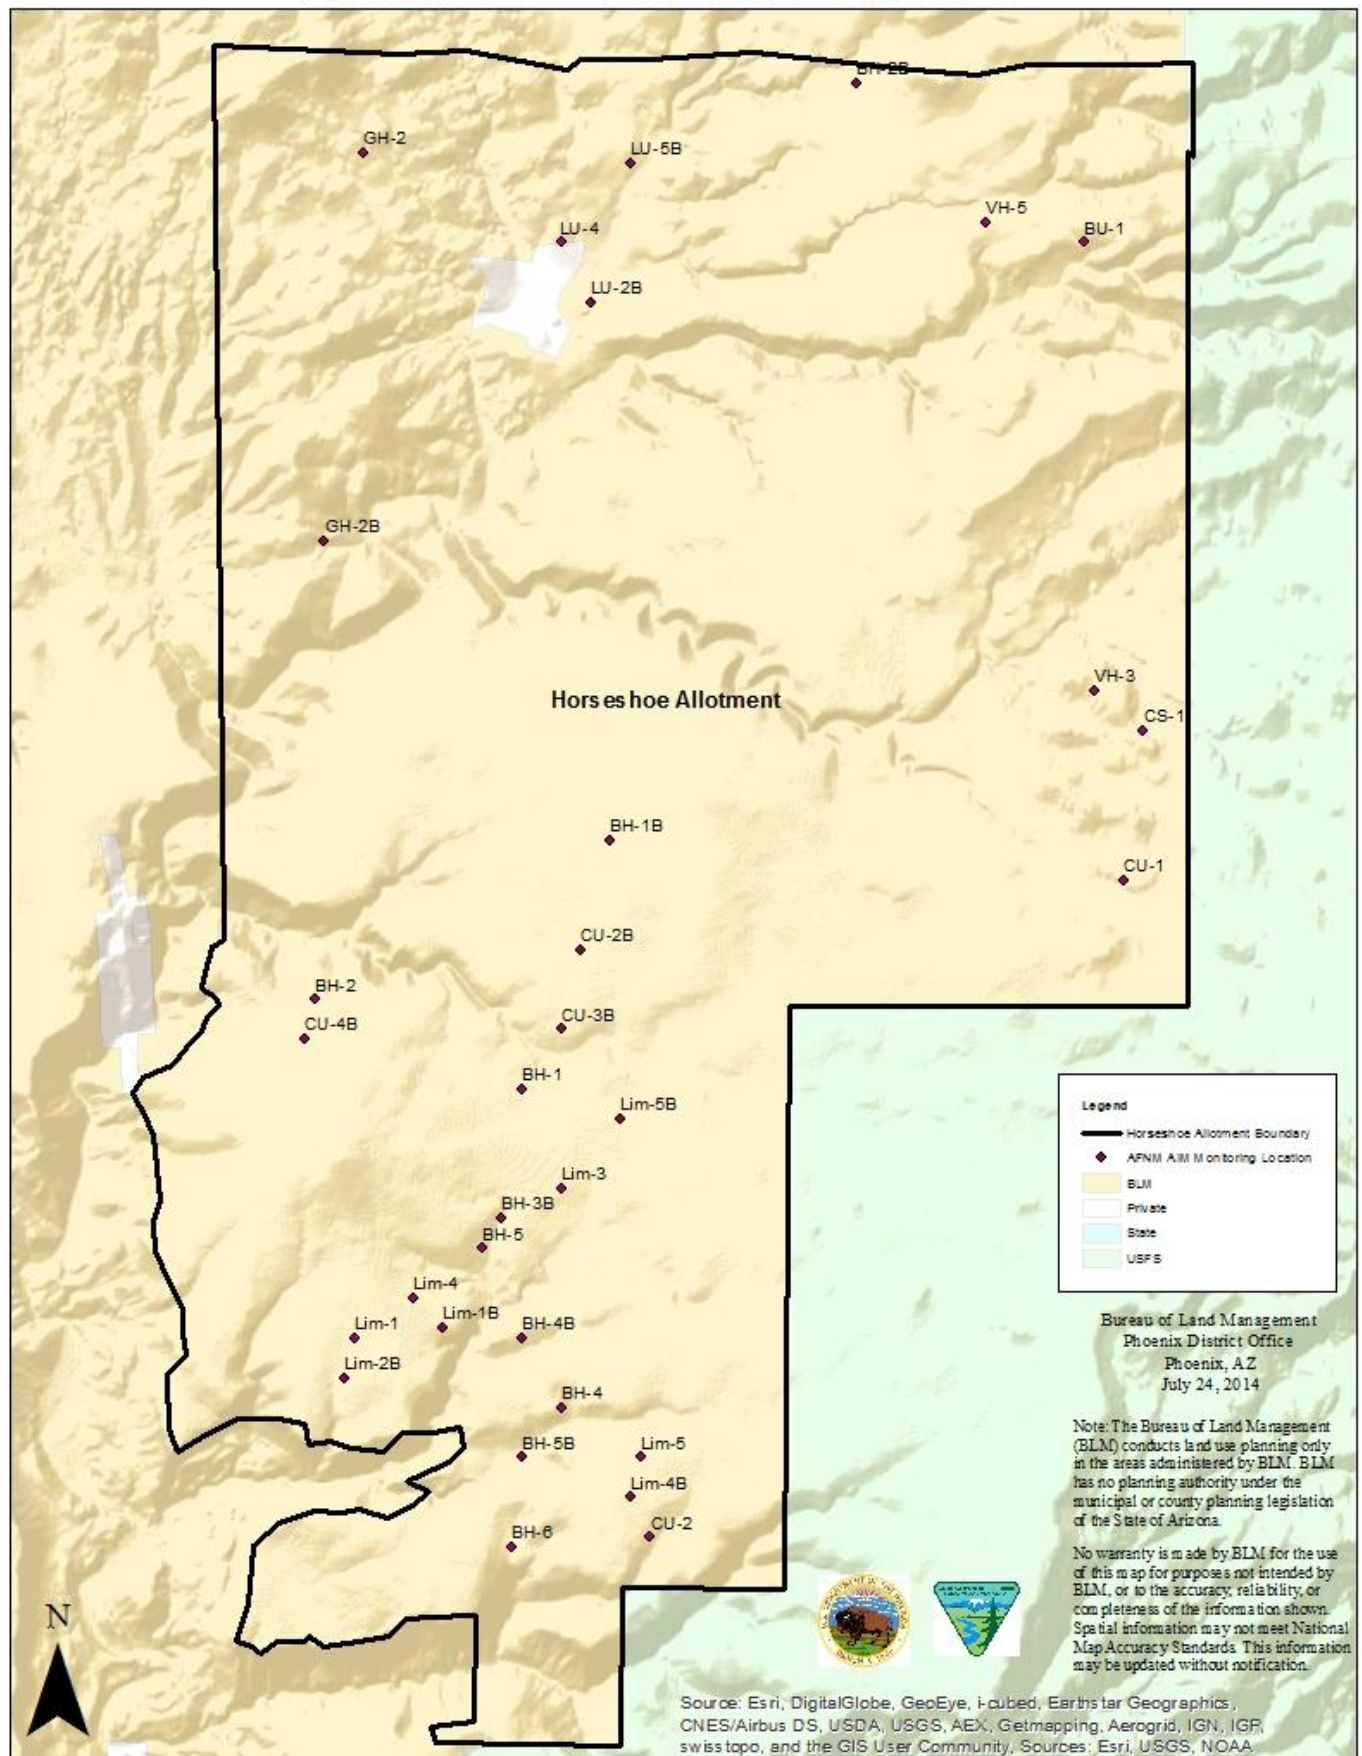 BH-2B
GH-2
LU-5B
VH-5
LU-4
BU-1
LU-2B
GH-2B
VH-3
Horseshoe Allotment
CS-1
BH-1B
CU-1
CU-2B
BH-2
CU-3B
CU-4B
BH-1
Lim-5B
Lim-3
BH-3B
BH-5
Lim-4
Lim-1B
Lim-1
BH-4B
Lim-2B
BH-4
BH-5B
Lim-5
Lim-4B
CU-2
BH-6
Legend
Horseshoe Allotment Boundary
AFNM AIM Monitoring Location
BLM
Private
State
USFS
Bureau of Land Management
Phoenix District Office
Phoenix, AZ
July 24, 2014
Note: The Bureau of Land Management
(BLM) conducts land use planning only
in the areas administered by BLM. BLM
has no planning authority under the
municipal or county planning legislation
of the State of Arizona.
No warranty is made by BLM for the use
of this map for purposes not intended by
BLM, or to the accuracy, reliability, or
completeness of the information shown.
Spatial information may not meet National
Map Accuracy Standards. This information
may be updated without notification.
N
Source: Esri, DigitalGlobe, GeoEye, i-cubed, Earthstar Geographics,
CNES/Airbus DS, USDA, USGS, AEX, Getmapping, Aerogrid, IGN, IGP,
swisstopo, and the GIS User Community, Sources: Esri, USGS, NOAA